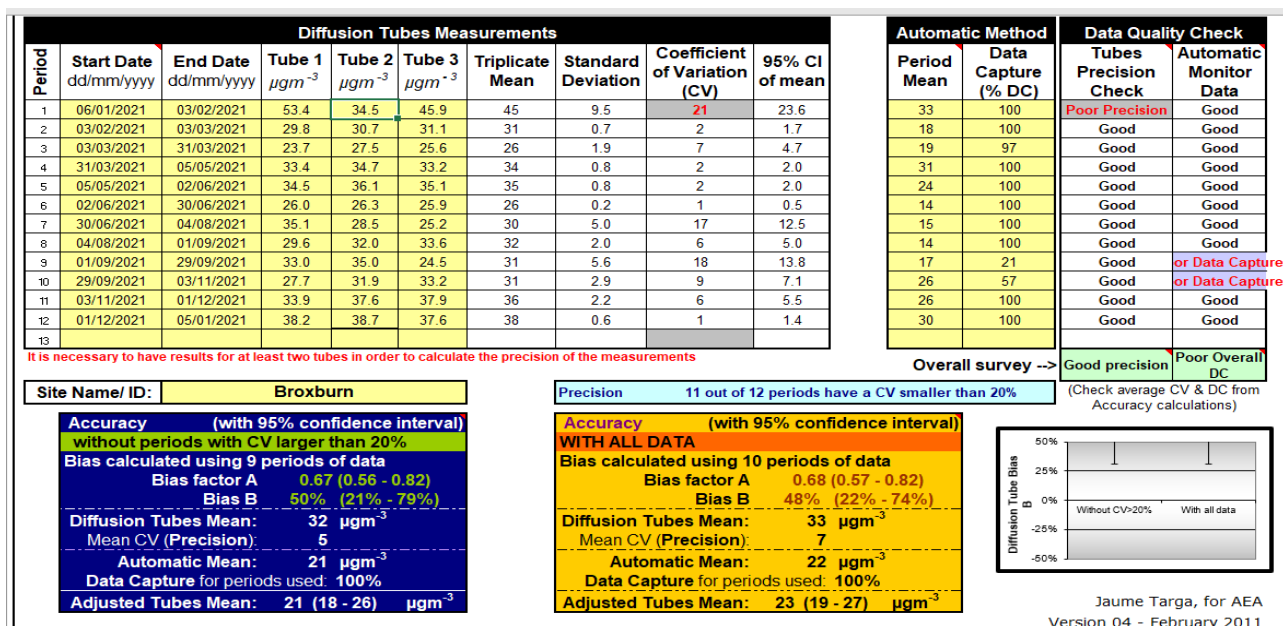 Diffusion Tubes Measurements
Automatic Method
Data Quality Check
Period Start Date dd/mm/yyyy End Date dd/mm/yyyy Tube 1 µgm-3 Tube 2 µgm-3 Tube 3 µgm-3 Triplicate Mean Standard Deviation Coefficient of Variation (CV) 95% CI of mean Period Mean Data Capture (% DC) Tubes Precision Check Automatic Monitor Data
1 06/01/2021 03/02/2021 53.4 34.5 45.9 45 9.5 21 23.6 33 100 Poor Precision Good
2 03/02/2021 03/03/2021 29.8 30.7 31.1 31 0.7 2 1.7 18 100 Good Good
3 03/03/2021 31/03/2021 23.7 27.5 25.6 26 1.9 7 4.7 19 97 Good Good
4 31/03/2021 05/05/2021 33.4 34.7 33.2 34 0.8 2 2.0 31 100 Good Good
5 05/05/2021 02/06/2021 34.5 36.1 35.1 35 0.8 2 2.0 24 100 Good Good
6 02/06/2021 30/06/2021 26.0 26.3 25.9 26 0.2 1 0.5 14 100 Good Good
7 30/06/2021 04/08/2021 35.1 28.5 25.2 30 5.0 17 12.5 15 100 Good Good
8 04/08/2021 01/09/2021 29.6 32.0 33.6 32 2.0 6 5.0 14 100 Good Good
9 01/09/2021 29/09/2021 33.0 35.0 24.5 31 5.6 18 13.8 17 21 Good or Data Capture
10 29/09/2021 03/11/2021 27.7 31.9 33.2 31 2.9 9 7.1 26 57 Good or Data Capture
11 03/11/2021 01/12/2021 33.9 37.6 37.9 36 2.2 6 5.5 26 100 Good Good
12 01/12/2021 05/01/2021 38.2 38.7 37.6 38 0.6 1 1.4 30 100 Good Good
13
It is necessary to have results for at least two tubes in order to calculate the precision of the measurements
Overall survey --> Good precision Poor Overall DC
Site Name/ ID: Broxburn
Precision 11 out of 12 periods have a CV smaller than 20%
(Check average CV & DC from
Accuracy calculations)
Accuracy (with 95% confidence interval)
without periods with CV larger than 20%
Bias calculated using 9 periods of data
Bias factor A 0.67 (0.56 - 0.82)
Bias B 50% (21% - 79%)
Diffusion Tubes Mean: 32 µgm-3
Mean CV (Precision): 5
Automatic Mean: 21 µgm-3
Data Capture for periods used: 100%
Adjusted Tubes Mean: 21 (18 - 26) µgm-3
Accuracy (with 95% confidence interval)
WITH ALL DATA
Bias calculated using 10 periods of data
Bias factor A 0.68 (0.57 - 0.82)
Bias B 48% (22% - 74%)
Diffusion Tubes Mean: 33 µgm-3
Mean CV (Precision): 7
Automatic Mean: 22 µgm-3
Data Capture for periods used: 100%
Adjusted Tubes Mean: 23 (19 - 27) µgm-3
Diffusion Tube Bias B
50%
25%
0%
-25%
-50%
Without CV>20%
With all data
Jaume Targa, for AEA
Version 04 - February 2011